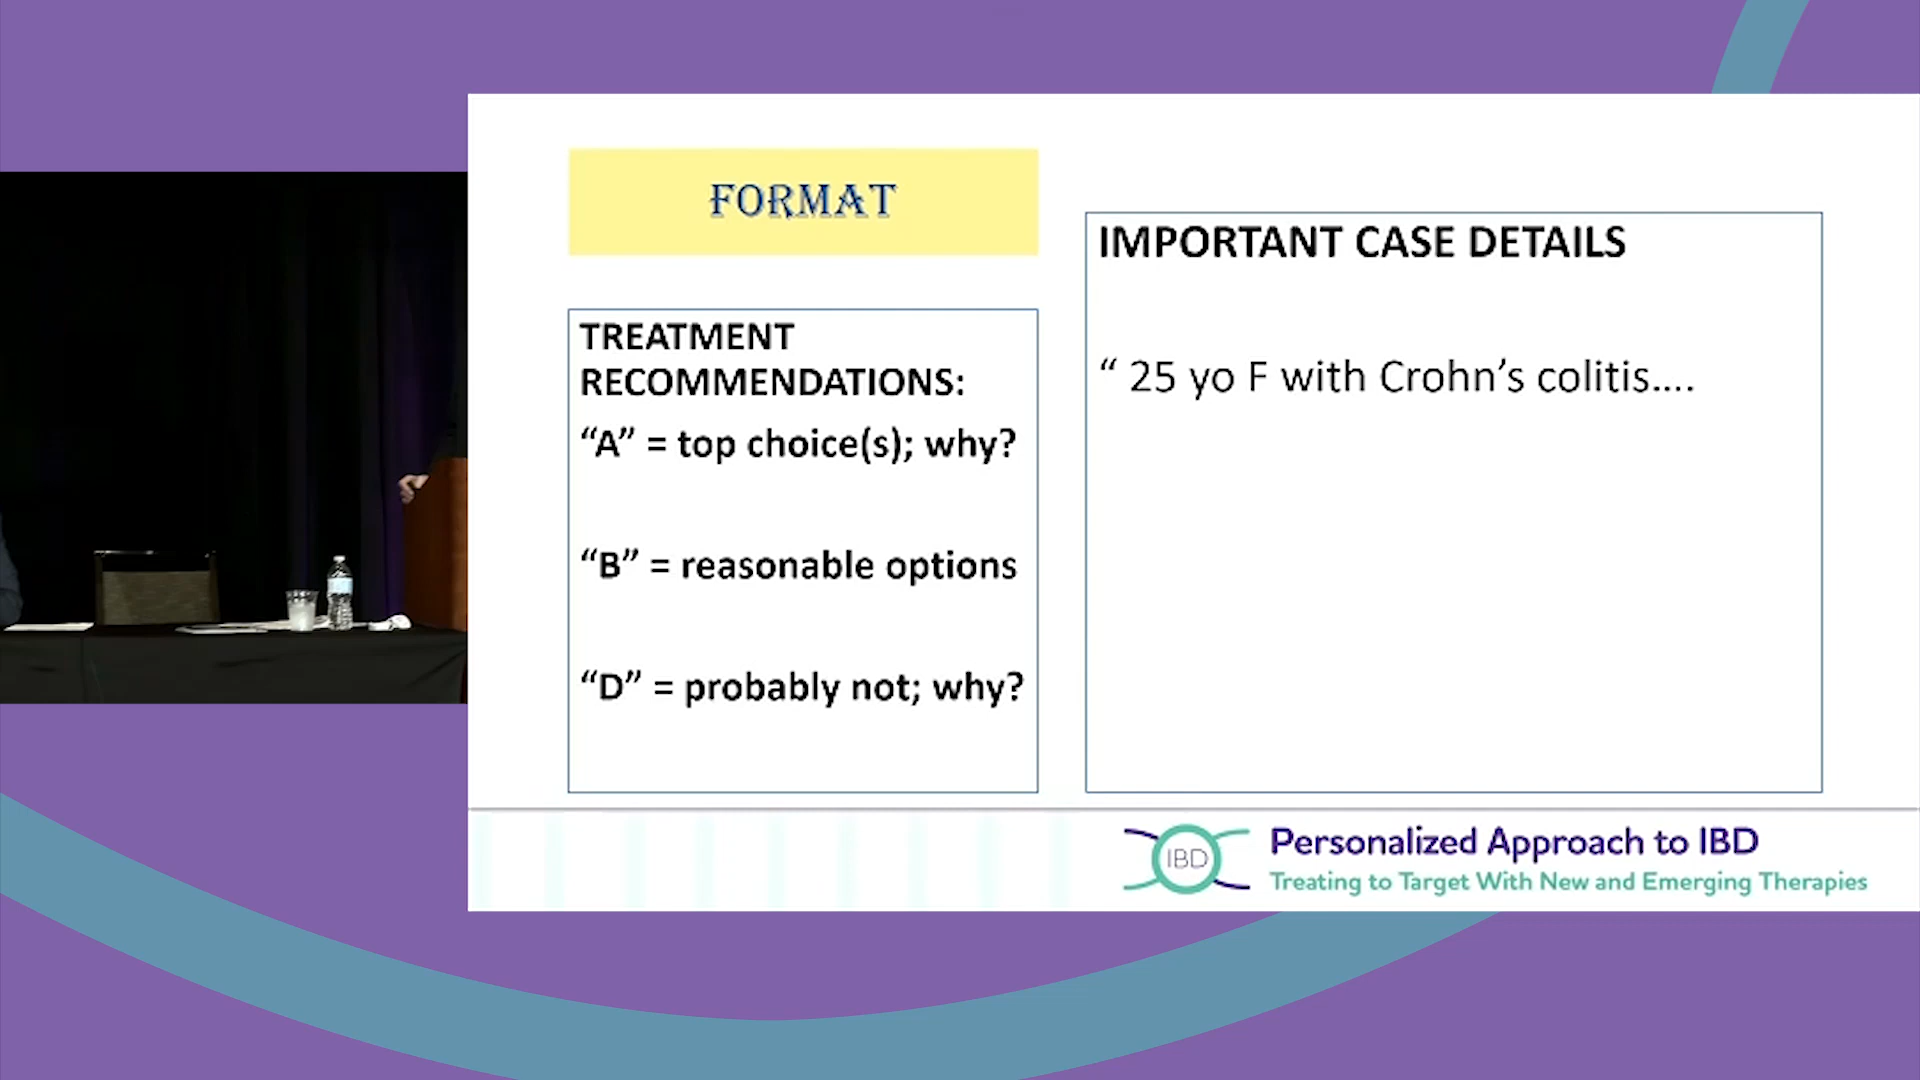 FORMAT
TREATMENT
RECOMMENDATIONS:
“A” = top choice(s); why?
“B” = reasonable options
“D” = probably not; why?
IMPORTANT CASE DETAILS
“ 25 yo F with Crohn’s colitis....
IBD
Personalized Approach to IBD
Treating to Target With New and Emerging Therapies